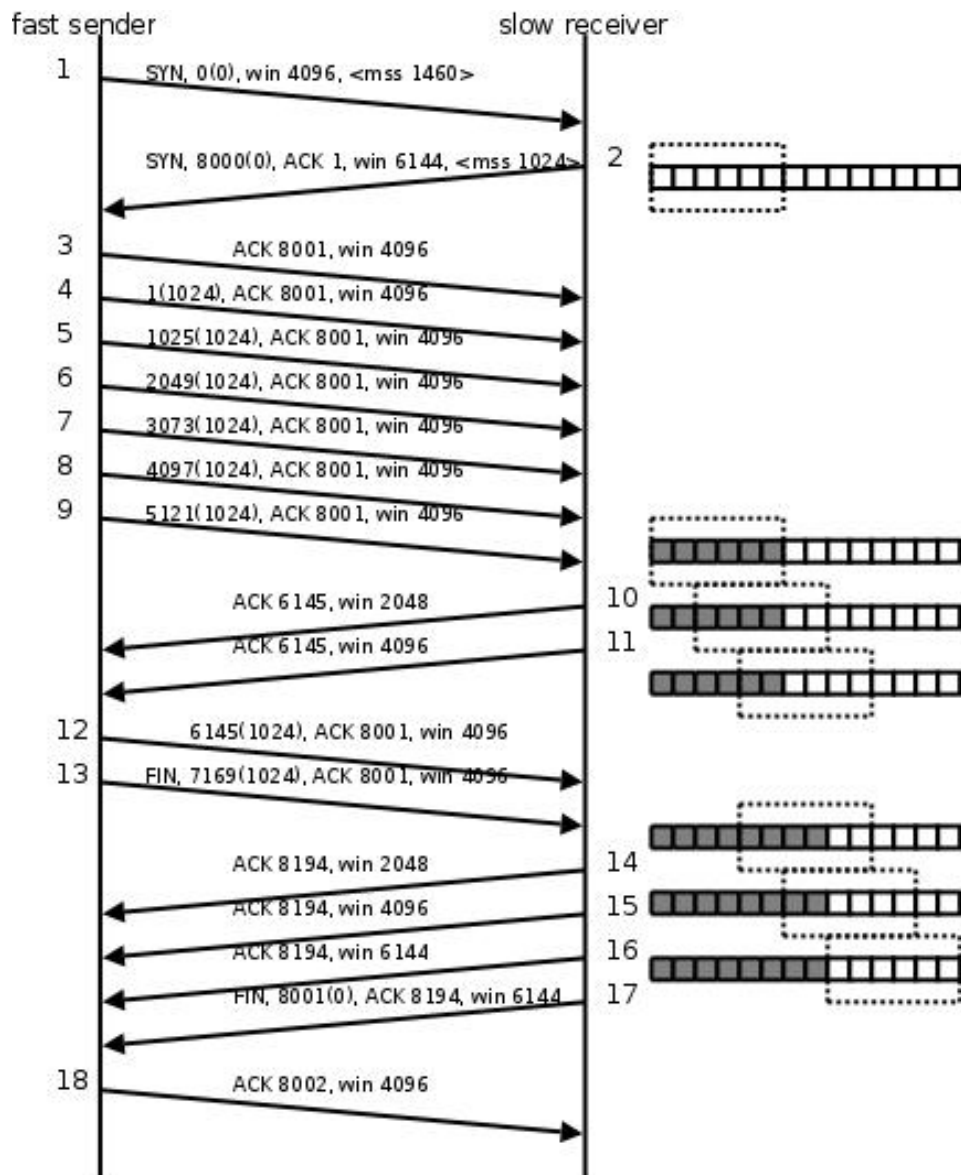 fast sender
slow receiver
1
SYN, 0(0), win 4096, <mss 1460>
SYN, 8000(0), ACK 1, win 6144, <mss 1024>
2
3
ACK 8001, win 4096
4
1(1024), ACK 8001, win 4096
5
1025(1024), ACK 8001, win 4096
6
2049(1024), ACK 8001, win 4096
7
3073(1024), ACK 8001, win 4096
8
4097(1024), ACK 8001, win 4096
9
5121(1024), ACK 8001, win 4096
ACK 6145, win 2048
10
ACK 6145, win 4096
11
12
6145(1024), ACK 8001, win 4096
13
FIN, 7169(1024), ACK 8001, win 4096
ACK 8194, win 2048
14
ACK 8194, win 4096
15
ACK 8194, win 6144
16
FIN, 8001(0), ACK 8194, win 6144
17
18
ACK 8002, win 4096